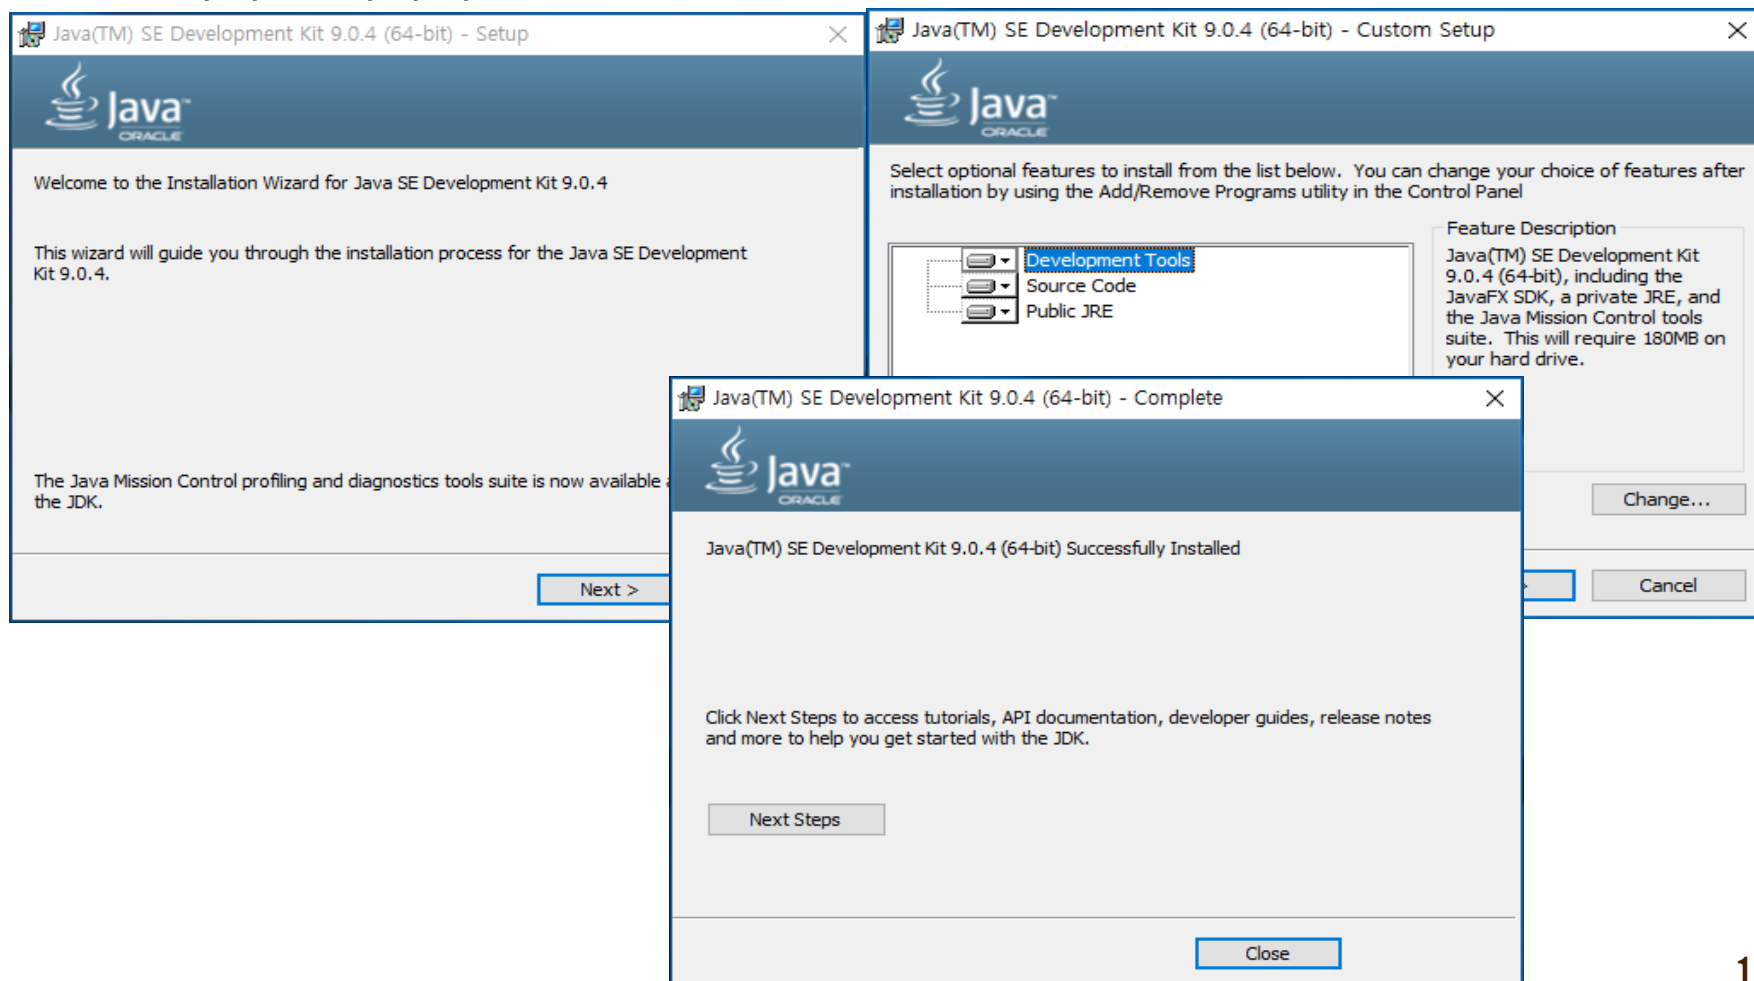 Java(TM) SE Development Kit 9.0.4 (64-bit) - Setup
Java™
ORACLE
Welcome to the Installation Wizard for Java SE Development Kit 9.0.4
This wizard will guide you through the installation process for the Java SE Development
Kit 9.0.4.
The Java Mission Control profiling and diagnostics tools suite is now available
the JDK.
Next >
Java(TM) SE Development Kit 9.0.4 (64-bit) - Custom Setup
Java™
ORACLE
Select optional features to install from the list below.  You can change your choice of features after
installation by using the Add/Remove Programs utility in the Control Panel
Development Tools
Source Code
Public JRE
Feature Description
Java(TM) SE Development Kit
9.0.4 (64-bit), including the
JavaFX SDK, a private JRE, and
the Java Mission Control tools
suite.  This will require 180MB on
your hard drive.
Change...
Cancel
Java(TM) SE Development Kit 9.0.4 (64-bit) - Complete
Java™
ORACLE
Java(TM) SE Development Kit 9.0.4 (64-bit) Successfully Installed
Click Next Steps to access tutorials, API documentation, developer guides, release notes
and more to help you get started with the JDK.
Next Steps
Close
1